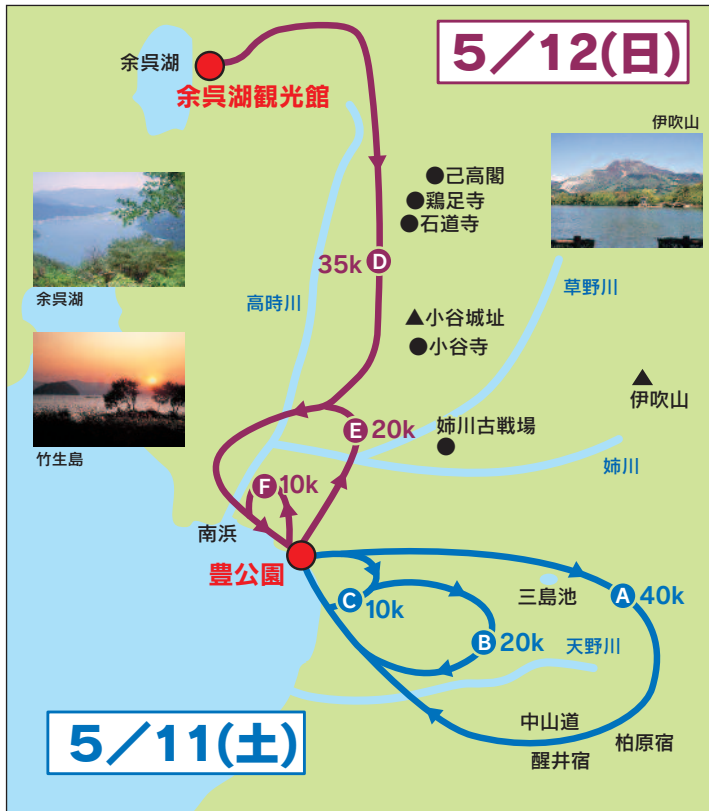 5／12(日)
余呉湖
余呉湖観光館
伊吹山
己高閣
鶏足寺
石道寺
35k D
余呉湖
高時川
草野川
小谷城址
小谷寺
伊吹山
竹生島
E 20k
姉川古戦場
姉川
F 10k
南浜
豊公園
C 10k
三島池
A 40k
B 20k
天野川
中山道
柏原宿
醒井宿
5／11(土)